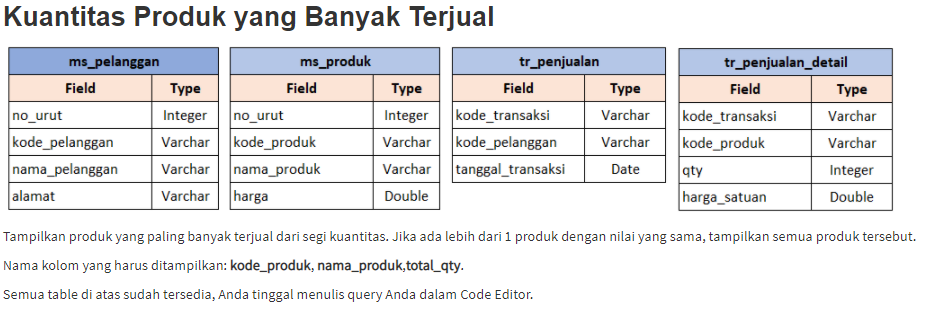 Kuantitas Produk yang Banyak Terjual
ms_pelanggan
Field Type
no_urut Integer
kode_pelanggan Varchar
nama_pelanggan Varchar
alamat Varchar
ms_produk
Field Type
no_urut Integer
kode_produk Varchar
nama_produk Varchar
harga Double
tr_penjualan
Field Type
kode_transaksi Varchar
kode_pelanggan Varchar
tanggal_transaksi Date
tr_penjualan_detail
Field Type
kode_transaksi Varchar
kode_produk Varchar
qty Integer
harga_satuan Double
Tampilkan produk yang paling banyak terjual dari segi kuantitas. Jika ada lebih dari 1 produk dengan nilai yang sama, tampilkan semua produk tersebut.
Nama kolom yang harus ditampilkan: kode_produk, nama_produk,total_qty.
Semua table di atas sudah tersedia, Anda tinggal menulis query Anda dalam Code Editor.